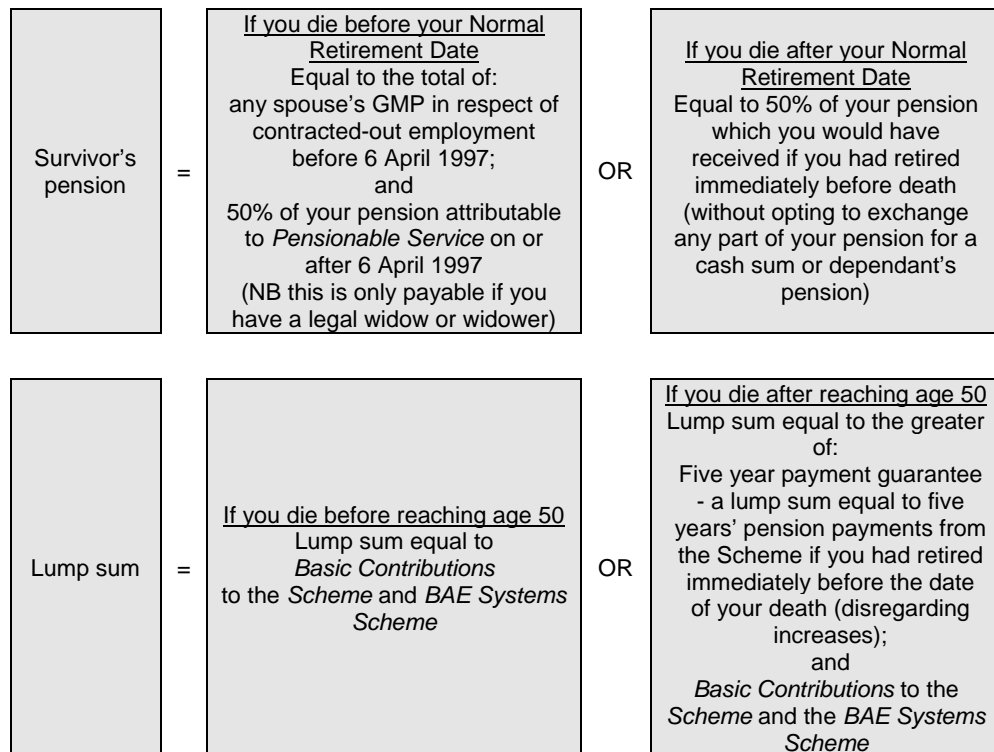 Survivor's
pension
=
If you die before your Normal
Retirement Date
Equal to the total of:
any spouse's GMP in respect of
contracted-out employment
before 6 April 1997;
and
50% of your pension attributable
to Pensionable Service on or
after 6 April 1997
(NB this is only payable if you
have a legal widow or widower)
OR
If you die after your Normal
Retirement Date
Equal to 50% of your pension
which you would have
received if you had retired
immediately before death
(without opting to exchange
any part of your pension for a
cash sum or dependant's
pension)
Lump sum
=
If you die before reaching age 50
Lump sum equal to
Basic Contributions
to the Scheme and BAE Systems
Scheme
OR
If you die after reaching age 50
Lump sum equal to the greater
of:
Five year payment guarantee
- a lump sum equal to five
years' pension payments from
the Scheme if you had retired
immediately before the date
of your death (disregarding
increases);
and
Basic Contributions to the
Scheme and the BAE Systems
Scheme